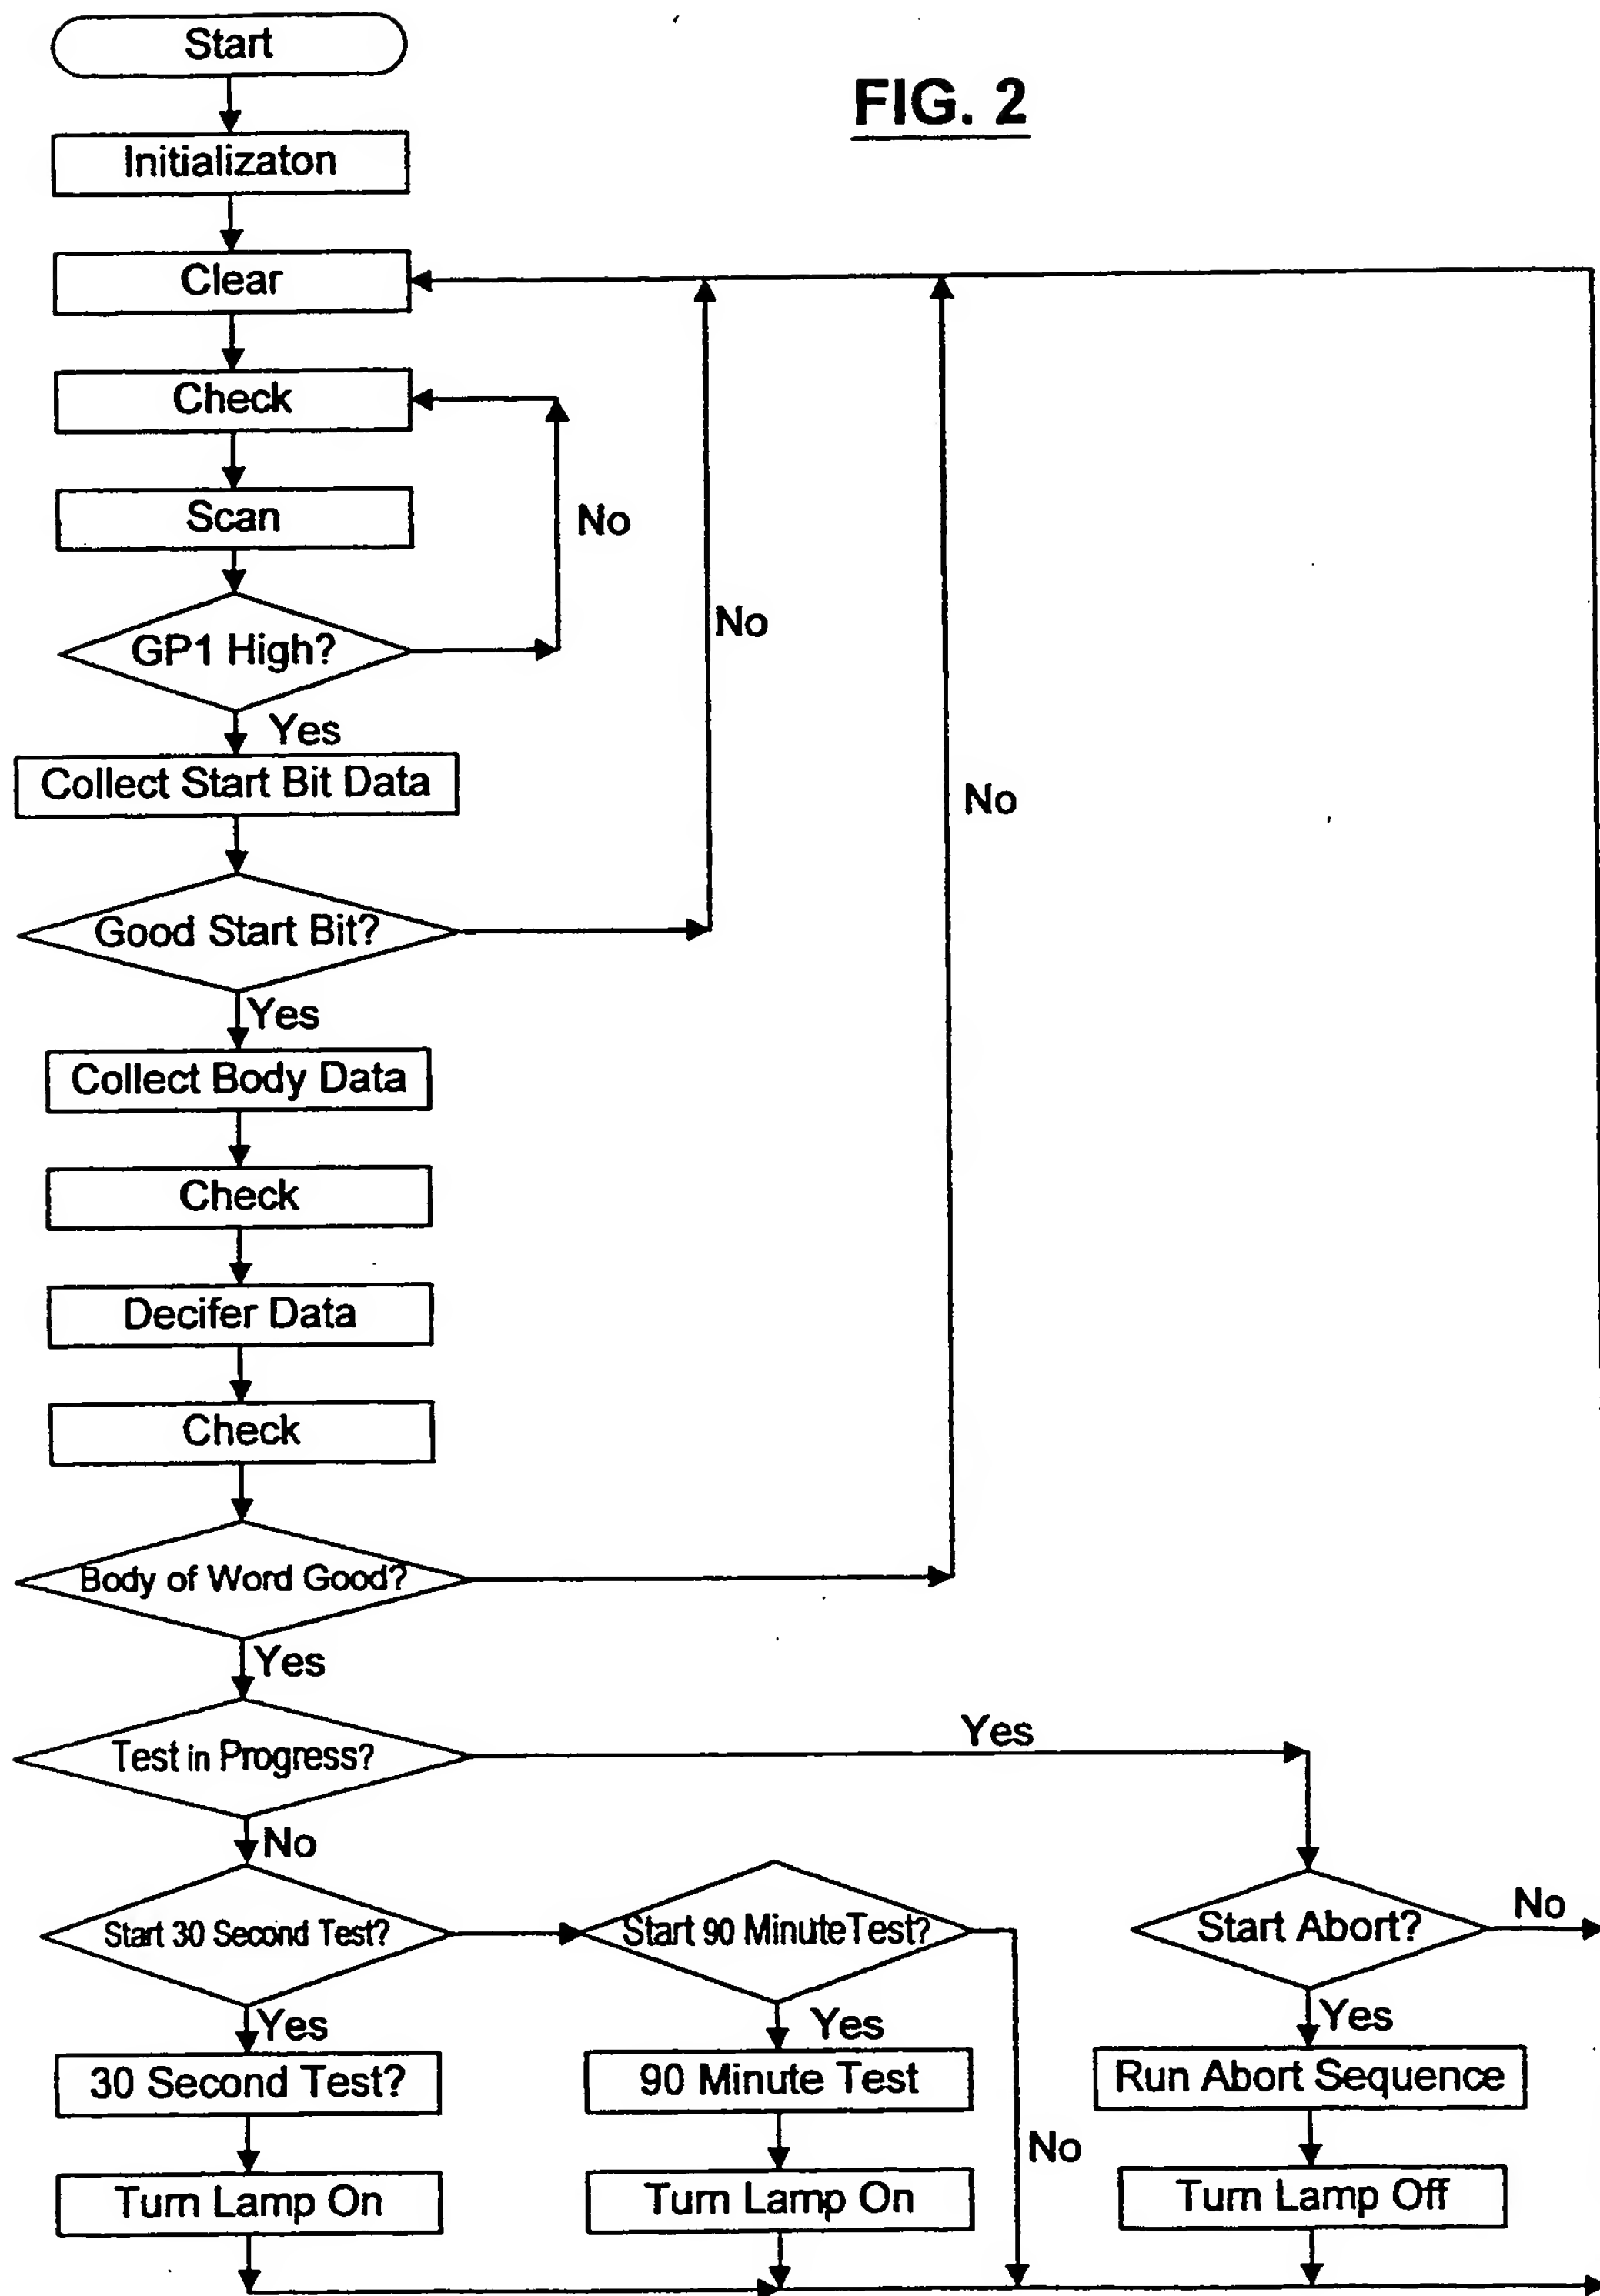 Start
FIG. 2
Initializaton
Clear
Check
Scan
No
GP1 High?
No
Yes
Collect Start Bit Data
No
Good Start Bit?
Yes
Collect Body Data
Check
Decifer Data
Check
Body of Word Good?
Yes
Yes
Test in Progress?
No
No
Start 30 Second Test?
Start 90 MinuteTest?
Start Abort?
Yes
Yes
Yes
30 Second Test?
90 Minute Test
Run Abort Sequence
No
Turn Lamp On
Turn Lamp On
Turn Lamp Off